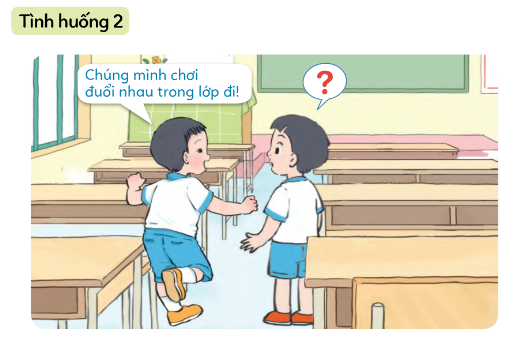 Tình huống 2
Chúng mình chơi
đuổi nhau trong lớp đi!
?